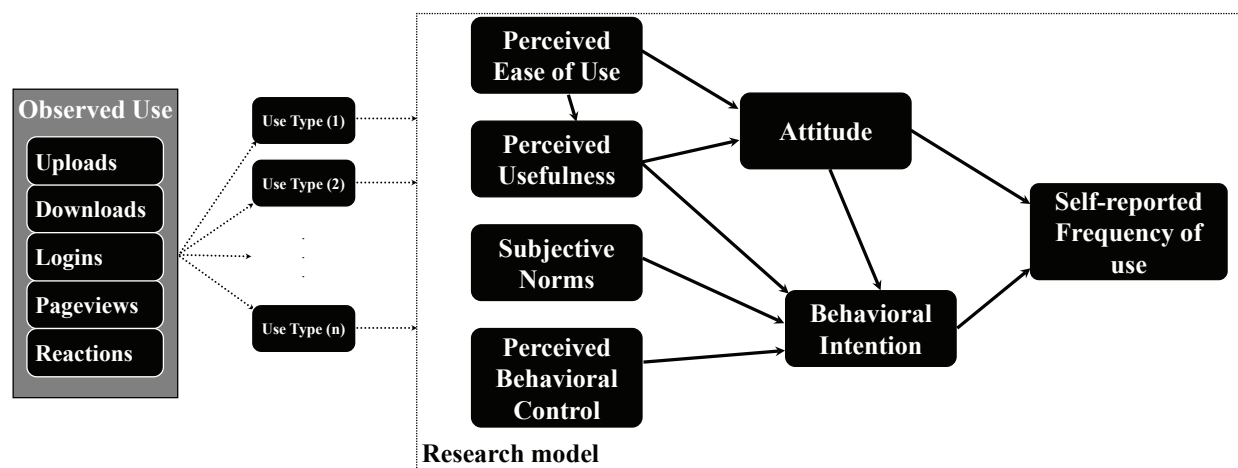 Observed Use
Uploads
Downloads
Logins
Pageviews
Reactions
Use Type (1)
Use Type (2)
.
.
.
Use Type (n)
Perceived
Ease of Use
Perceived
Usefulness
Subjective
Norms
Perceived
Behavioral
Control
Attitude
Behavioral
Intention
Self-reported
Frequency of
use
Research model